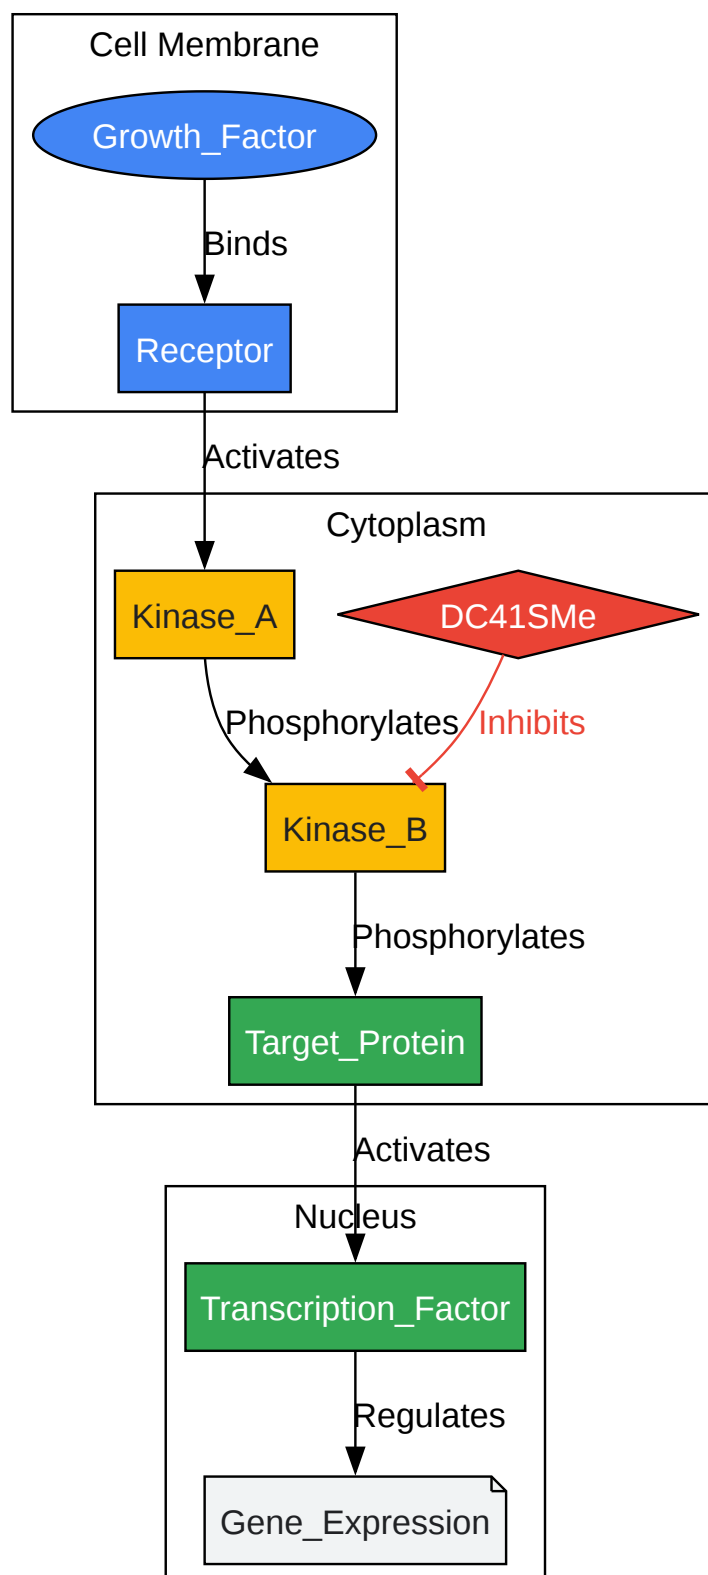 Cell Membrane
Growth_Factor
Binds
Receptor
Activates
Cytoplasm
Kinase_A
DC41SMe
Phosphorylates
Inhibits
Kinase_B
Phosphorylates
Target_Protein
Activates
Nucleus
Transcription_Factor
Regulates
Gene_Expression